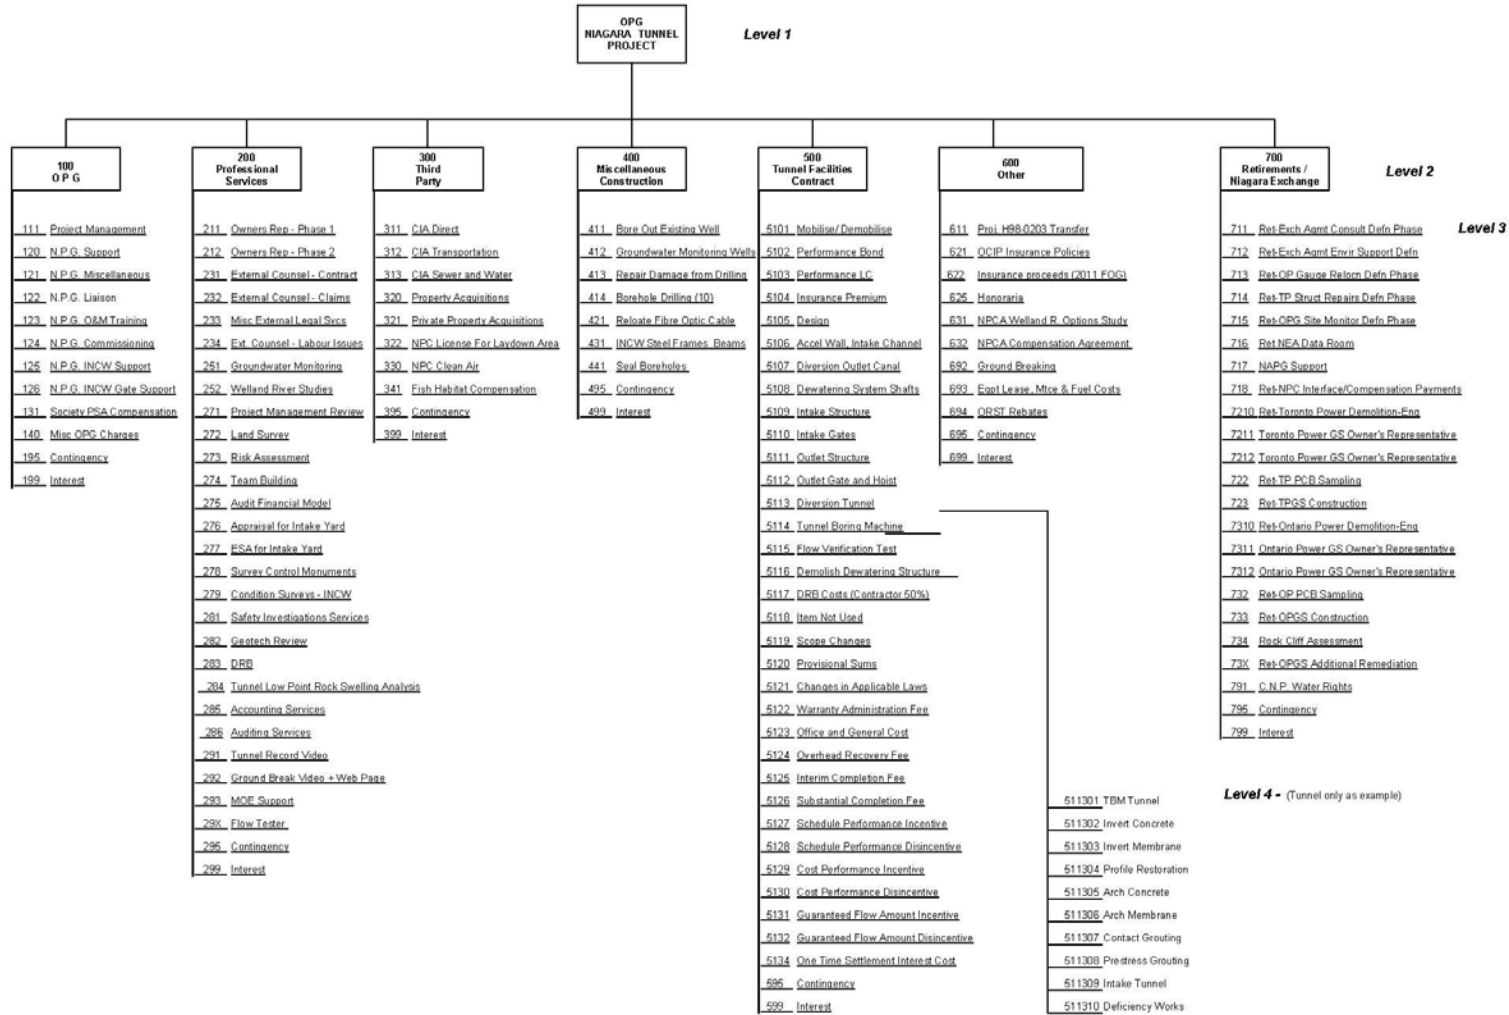 OPG
NIAGARA TUNNEL
PROJECT
Level 1
100
O P G
200
Professional
Services
300
Third
Party
400
Miscellaneous
Construction
500
Tunnel Facilities
Contract
600
Other
700
Retirements /
Niagara Exchange
Level 2
111 Project Management
120 N.P.G. Support
121 N.P.G. Miscellaneous
122 N.P.G. Liaison
123 N.P.G. O&M Training
124 N.P.G. Commissioning
125 N.P.G. INCW Support
126 N.P.G. INCW Gate Support
131 Society PSA Compensation
140 Misc OPG Charges
195 Contingency
199 Interest
211 Owners Rep - Phase 1
212 Owners Rep - Phase 2
231 External Counsel - Contract
232 External Counsel - Claims
233 Misc External Legal Svcs
234 Ext. Counsel - Labour Issues
251 Groundwater Monitoring
252 Welland River Studies
271 Project Management Review
272 Land Survey
273 Risk Assessment
274 Team Building
275 Audit Financial Model
276 Appraisal for Intake Yard
277 ESA for Intake Yard
278 Survey Control Monuments
279 Condition Surveys - INCW
281 Safety Investigations Services
282 Geotech Review
283 DRB
284 Tunnel Low Point Rock Swelling Analysis
285 Accounting Services
286 Auditing Services
291 Tunnel Record Video
292 Ground Break Video + Web Page
293 MOE Support
29X Flow Tester
295 Contingency
299 Interest
311 CIA Direct
312 CIA Transportation
313 CIA Sewer and Water
320 Property Acquisitions
321 Private Property Acquisitions
322 NPC License For Laydown Area
330 NPC Clean Air
341 Fish Habitat Compensation
395 Contingency
399 Interest
411 Bore Out Existing Well
412 Groundwater Monitoring Wells
413 Repair Damage from Drilling
414 Borehole Drilling (10)
421 Reloate Fibre Optic Cable
431 INCW Steel Frames Beams
441 Seal Boreholes
495 Contingency
499 Interest
5101 Mobilise/Demobilise
5102 Performance Bond
5103 Performance LC
5104 Insurance Premium
5105 Design
5106 Accel Wall, Intake Channel
5107 Diversion Outlet Canal
5108 Dewatering System Shafts
5109 Intake Structure
5110 Intake Gates
5111 Outlet Structure
5112 Outlet Gate and Hoist
5113 Diversion Tunnel
5114 Tunnel Boring Machine
5115 Flow Verification Test
5116 Demolish Dewatering Structure
5117 DRB Costs (Contractor 50%)
5118 Item Not Used
5119 Scope Changes
5120 Provisional Sums
5121 Changes in Applicable Laws
5122 Warranty Administration Fee
5123 Office and General Cost
5124 Overhead Recovery Fee
5125 Interim Completion Fee
5126 Substantial Completion Fee
5127 Schedule Performance Incentive
5128 Schedule Performance Disincentive
5129 Cost Performance Incentive
5130 Cost Performance Disincentive
5131 Guaranteed Flow Amount Incentive
5132 Guaranteed Flow Amount Disincentive
5134 One Time Settlement Interest Cost
595 Contingency
599 Interest
611 Proj. H98-0203 Transfer
621 OCIP Insurance Policies
622 Insurance proceeds (2011 FOG)
625 Honoraria
631 NPCA Welland R. Options Study
632 NPCA Compensation Agreement
692 Ground Breaking
693 Eqpt Lease, Mtce & Fuel Costs
694 ORST Rebates
695 Contingency
699 Interest
511301 TBM Tunnel
511302 Invert Concrete
511303 Invert Membrane
511304 Profile Restoration
511305 Arch Concrete
511306 Arch Membrane
511307 Contact Grouting
511308 Prestress Grouting
511309 Intake Tunnel
511310 Deficiency Works
711 Ret-Exch Agmt Consult Defn Phase
712 Ret-Exch Agmt Envir Support Defn
713 Ret-OP Gauge Relocn Defn Phase
714 Ret-TP Struct Repairs Defn Phase
715 Ret-OPG Site Monitor Defn Phase
716 Ret NEA Data Room
717 NAPG Support
718 Ret-NPC Interface/Compensation Payments
7210 Ret-Toronto Power Demolition-Eng
7211 Toronto Power GS Owner's Representative
7212 Toronto Power GS Owner's Representative
722 Ret-TP PCB Sampling
723 Ret-TPGS Construction
7310 Ret-Ontario Power Demolition-Eng
7311 Ontario Power GS Owner's Representative
7312 Ontario Power GS Owner's Representative
732 Ret-OP PCB Sampling
733 Ret-OPGS Construction
734 Rock Cliff Assessment
73X Ret-OPGS Additional Remediation
791 C.N.P. Water Rights
795 Contingency
799 Interest
Level 3
Level 4 - (Tunnel only as example)